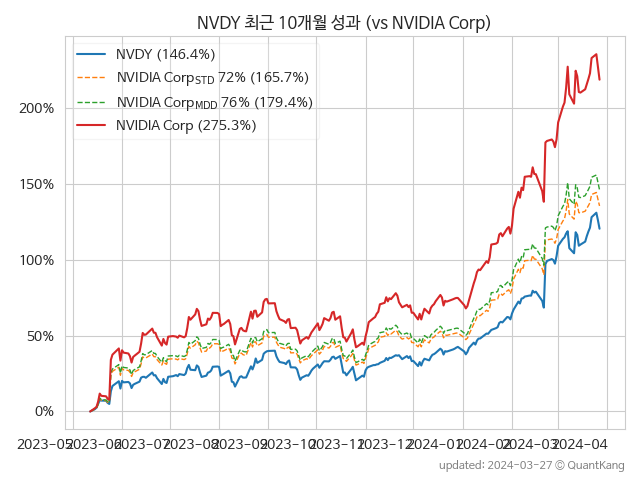 NVDY 최근 10개월 성과 (vs NVIDIA Corp)
NVDY (146.4%)
NVIDIA CorpSTD 72% (165.7%)
NVIDIA CorpMDD 76% (179.4%)
NVIDIA Corp (275.3%)
200%
150%
100%
50%
0%
2023-05 2023-06 2023-07 2023-08 2023-09 2023-10 2023-11 2023-12 2024-01 2024-02 2024-03 2024-04
updated: 2024-03-27 © QuantKang